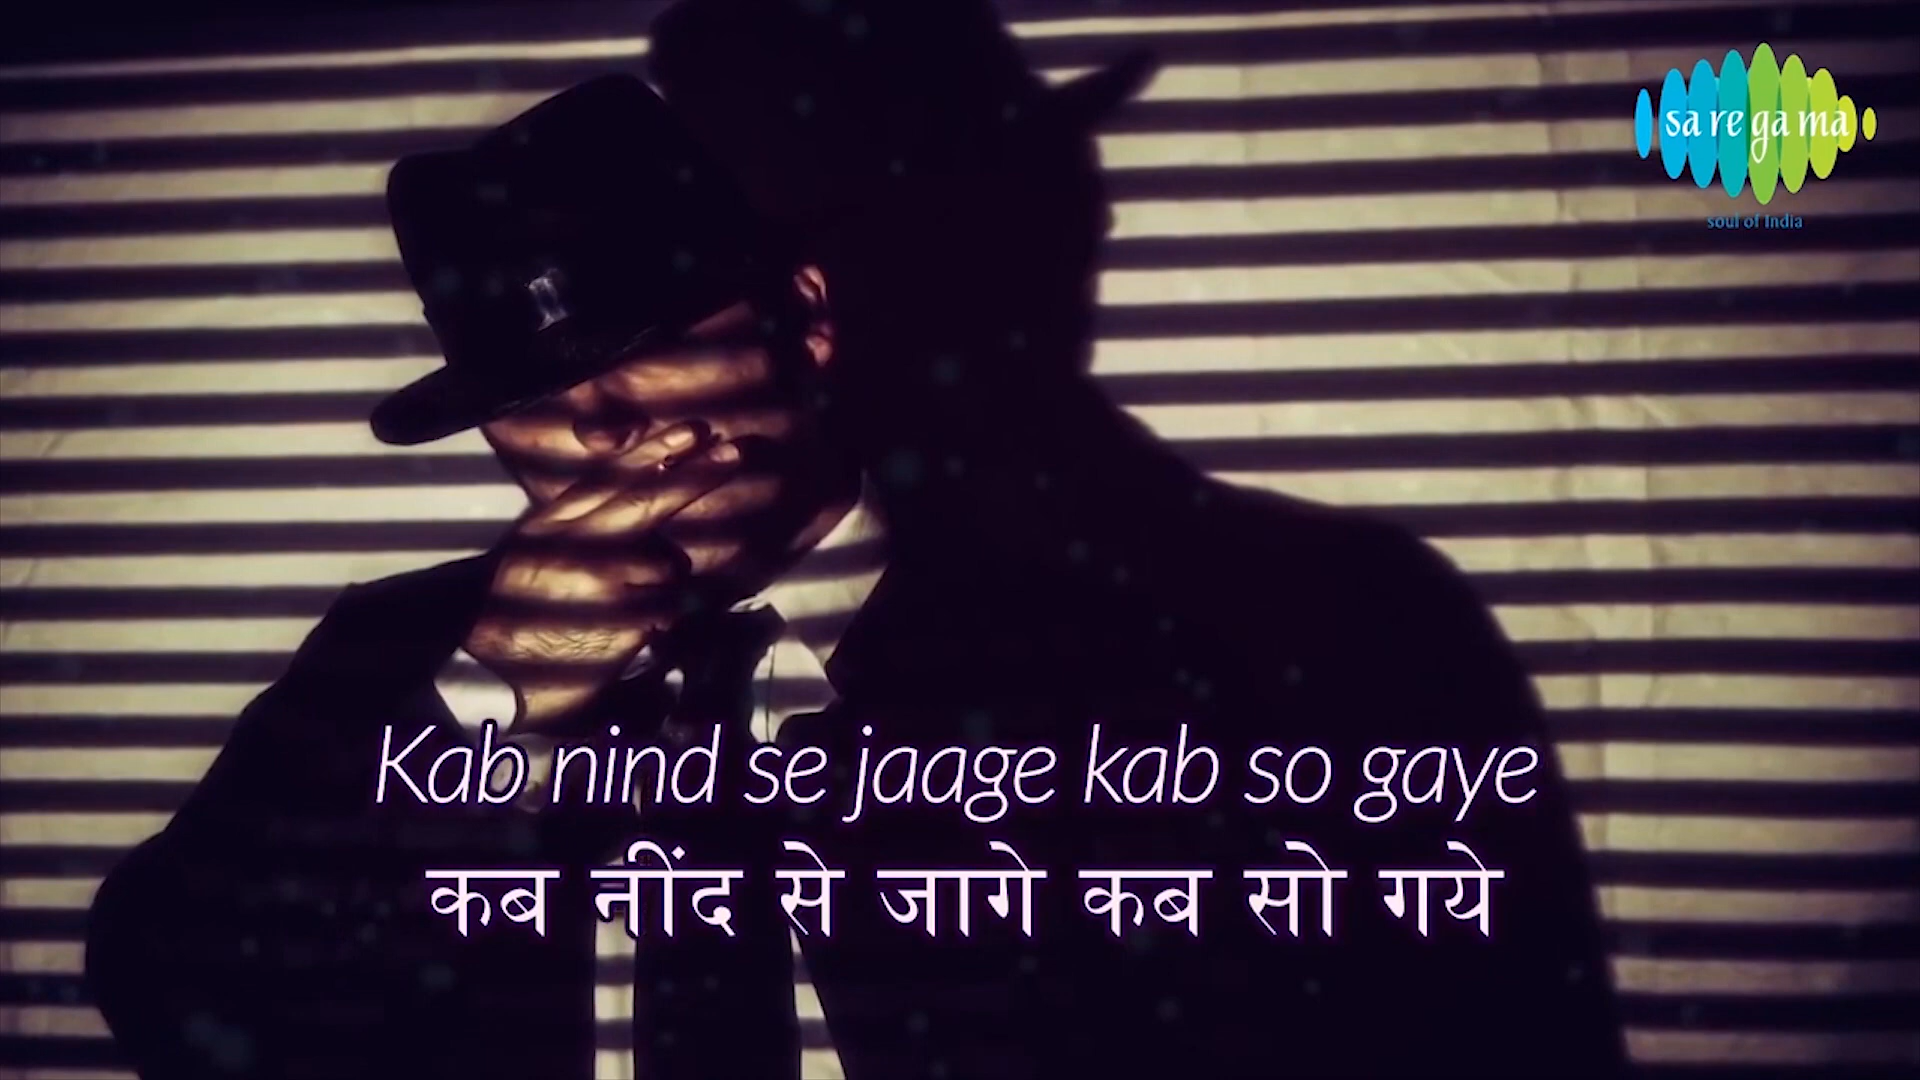 sa re ga ma
soul of India
Kab nind se jaage kab so gaye
कब नींद से जागे कब सो गये